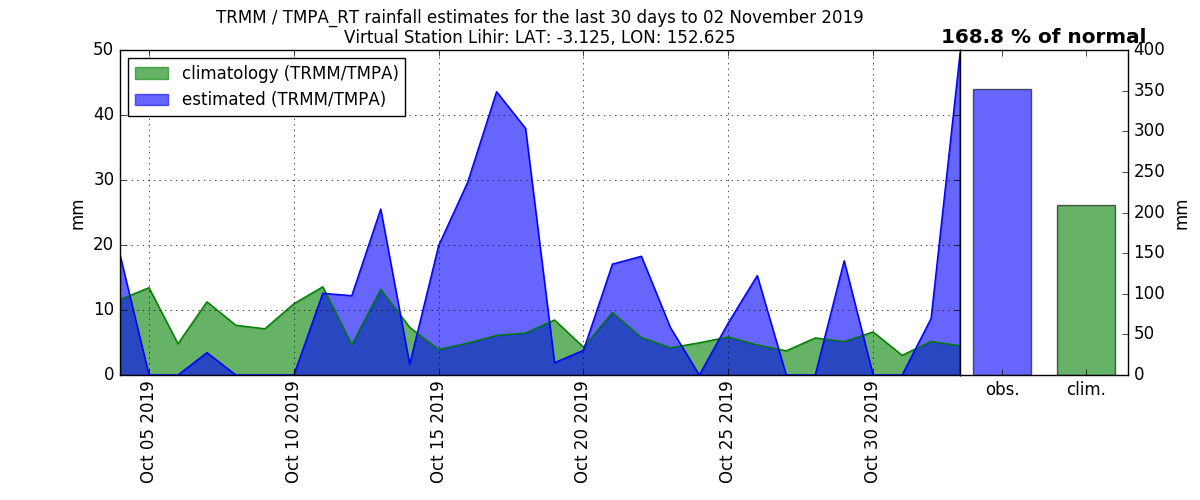 TRMM / TMPA_RT rainfall estimates for the last 30 days to 02 November 2019
Virtual Station Lihir: LAT: -3.125, LON: 152.625
168.8 % of normal
climatology (TRMM/TMPA)
estimated (TRMM/TMPA)
50
40
30
20
10
0
mm
Oct 05 2019
Oct 10 2019
Oct 15 2019
Oct 20 2019
Oct 25 2019
Oct 30 2019
obs.
clim.
400
350
300
250
200
150
100
50
0
mm